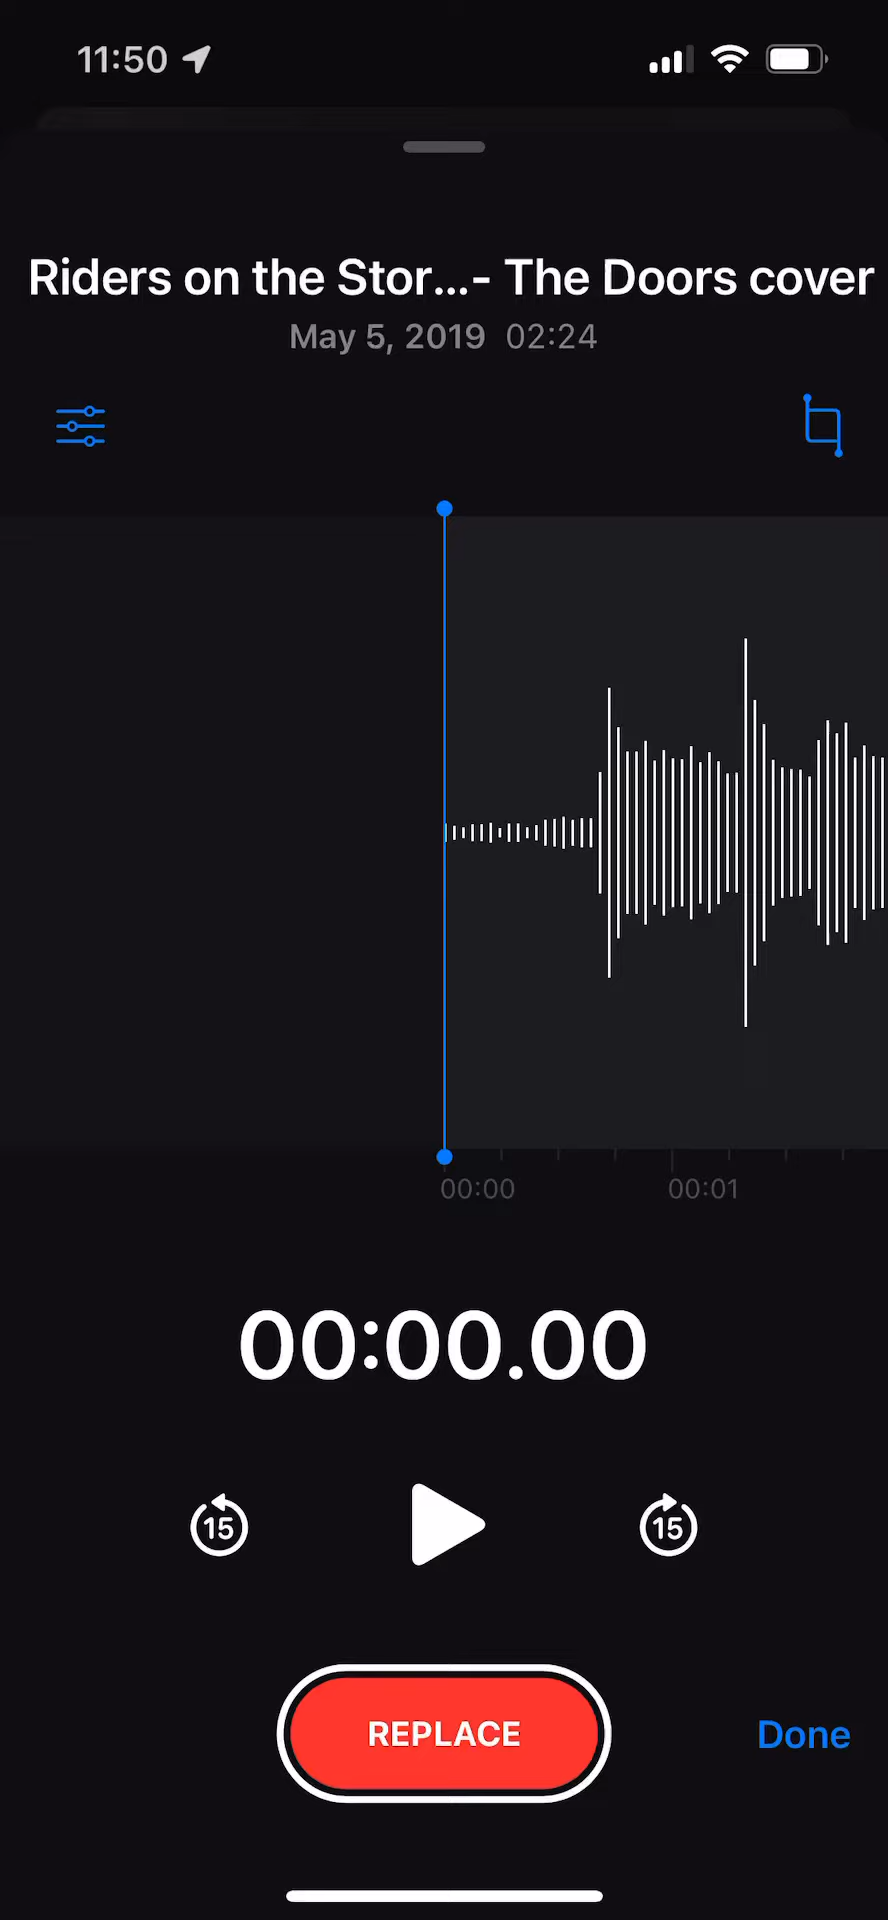 11:50
Riders on the Stor...- The Doors cover
May 5, 2019 02:24
00:00 00:01
00:00.00
15 15
REPLACE
Done